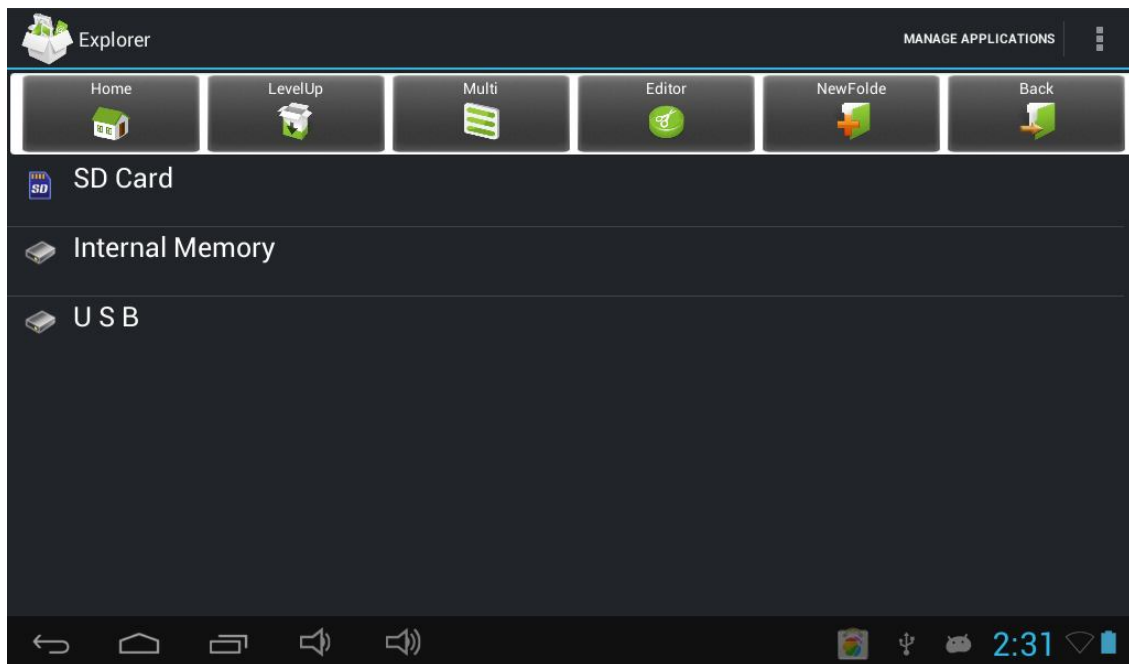 Explorer
MANAGE APPLICATIONS
Home LevelUp Multi Editor NewFolde Back
SD SD Card
Internal Memory
U S B
2:31